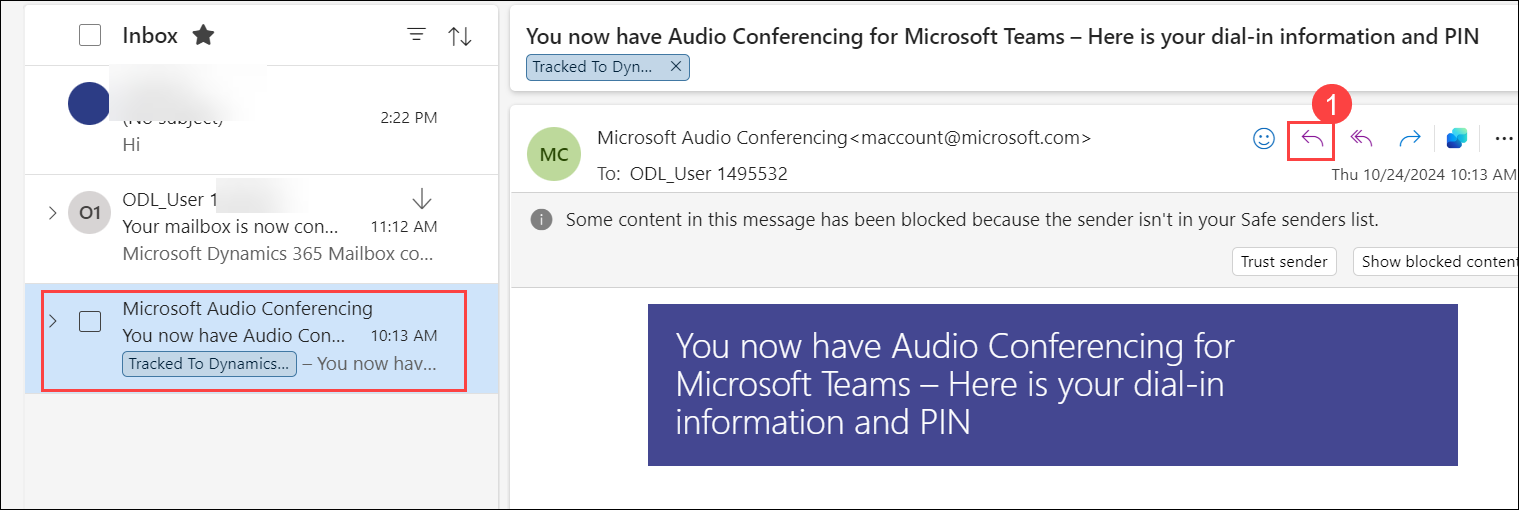 Inbox
(No subject)
2:22 PM
Hi
O1
ODL_User 1
Your mailbox is now con...
11:12 AM
Microsoft Dynamics 365 Mailbox co...
Microsoft Audio Conferencing
You now have Audio Con...
10:13 AM
Tracked To Dynamics... – You now hav...
You now have Audio Conferencing for Microsoft Teams – Here is your dial-in information and PIN
Tracked To Dyn...
1
MC
Microsoft Audio Conferencing<maccount@microsoft.com>
To: ODL_User 1495532
Thu 10/24/2024 10:13 AM
Some content in this message has been blocked because the sender isn't in your Safe senders list.
Trust sender
Show blocked content
You now have Audio Conferencing for
Microsoft Teams – Here is your dial-in
information and PIN